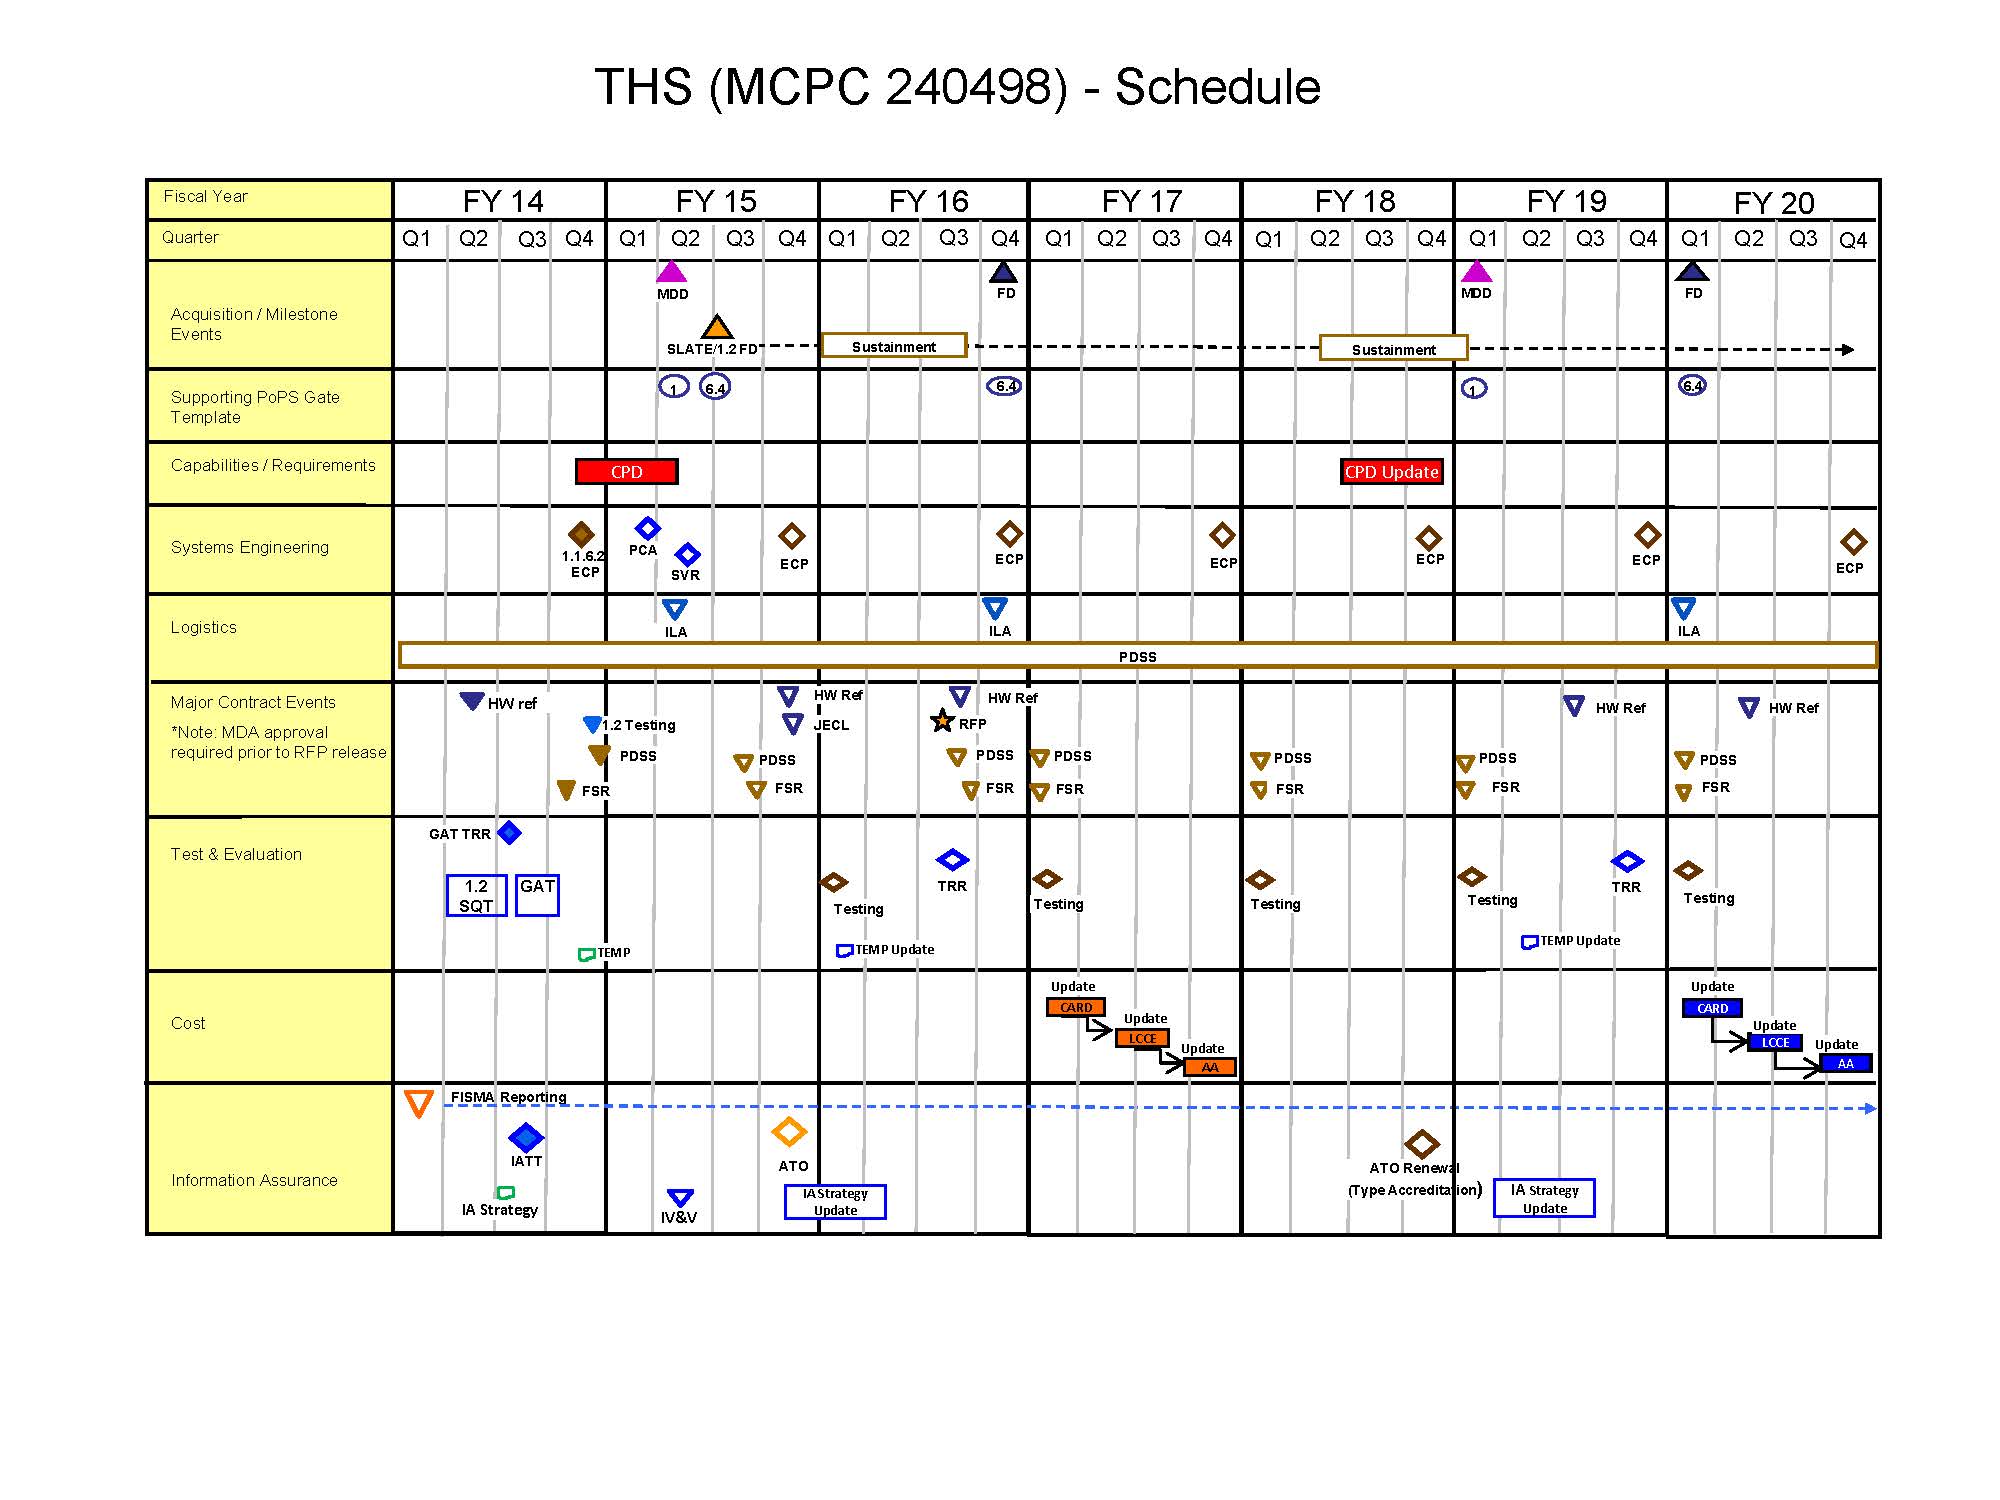 THS (MCPC 240498) - Schedule
Fiscal Year FY 14 FY 15 FY 16 FY 17 FY 18 FY 19 FY 20
Quarter Q1 Q2 Q3 Q4 Q1 Q2 Q3 Q4 Q1 Q2 Q3 Q4 Q1 Q2 Q3 Q4 Q1 Q2 Q3 Q4 Q1 Q2 Q3 Q4 Q1 Q2 Q3 Q4
Acquisition / Milestone
Events
MDD FD MDD FD
SLATE/1.2 FD Sustainment Sustainment
Supporting PoPS Gate
Template
1 6.4 6.4 1 6.4
Capabilities / Requirements
CPD CPD Update
Systems Engineering
1.1.6.2
ECP
PCA
SVR
ECP ECP ECP ECP ECP ECP
Logistics
ILA ILA ILA
PDSS
Major Contract Events
*Note: MDA approval
required prior to RFP release
HW ref HW Ref HW Ref HW Ref HW Ref
1.2 Testing JECL RFP
PDSS PDSS PDSS PDSS PDSS PDSS PDSS
FSR FSR FSR FSR FSR FSR FSR
Test & Evaluation
GAT TRR
1.2
SQT
GAT
TRR TRR
Testing Testing Testing Testing Testing
TEMP TEMP Update TEMP Update
Cost
Update
CARD
Update
LCCE
Update
AA
Update
CARD
Update
LCCE
Update
AA
Information Assurance
FISMA Reporting
IATT
IA Strategy
IV&V
ATO
IA Strategy
Update
ATO Renewal
(Type Accreditation)
IA Strategy
Update